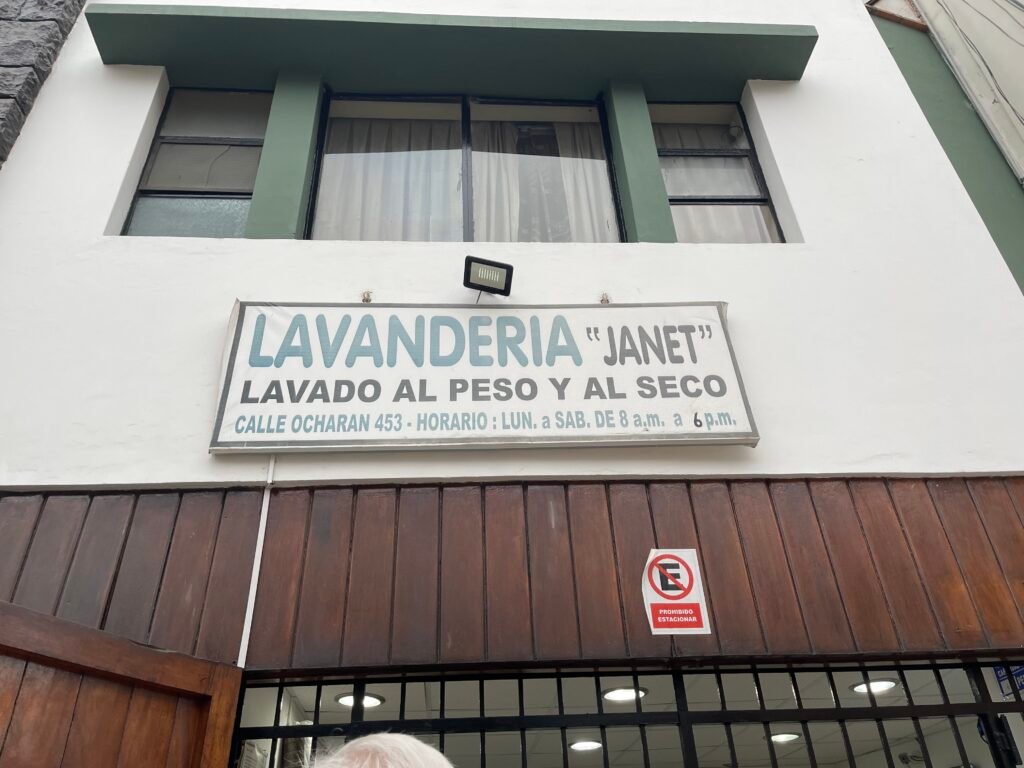 LAVANDERIA "JANET"
LAVADO AL PESO Y AL SECO
CALLE OCHARAN 453 - HORARIO : LUN. a SAB. DE 8 a.m. a 6 p.m.
E
PROHIBIDO
ESTACIONAR